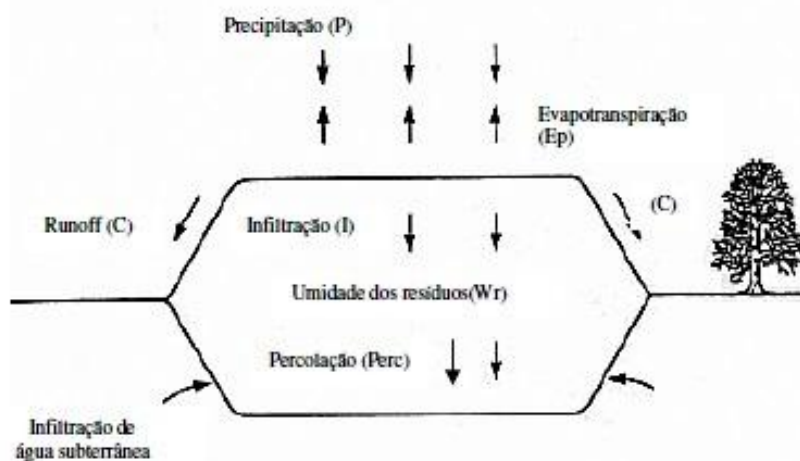 Precipitação (P)
Evapotranspiração
(Ep)
Runoff (C)
Infiltração (I)
(C)
Umidade dos resíduos(Wr)
Percolação (Perc)
Infiltração de
água subterrânea